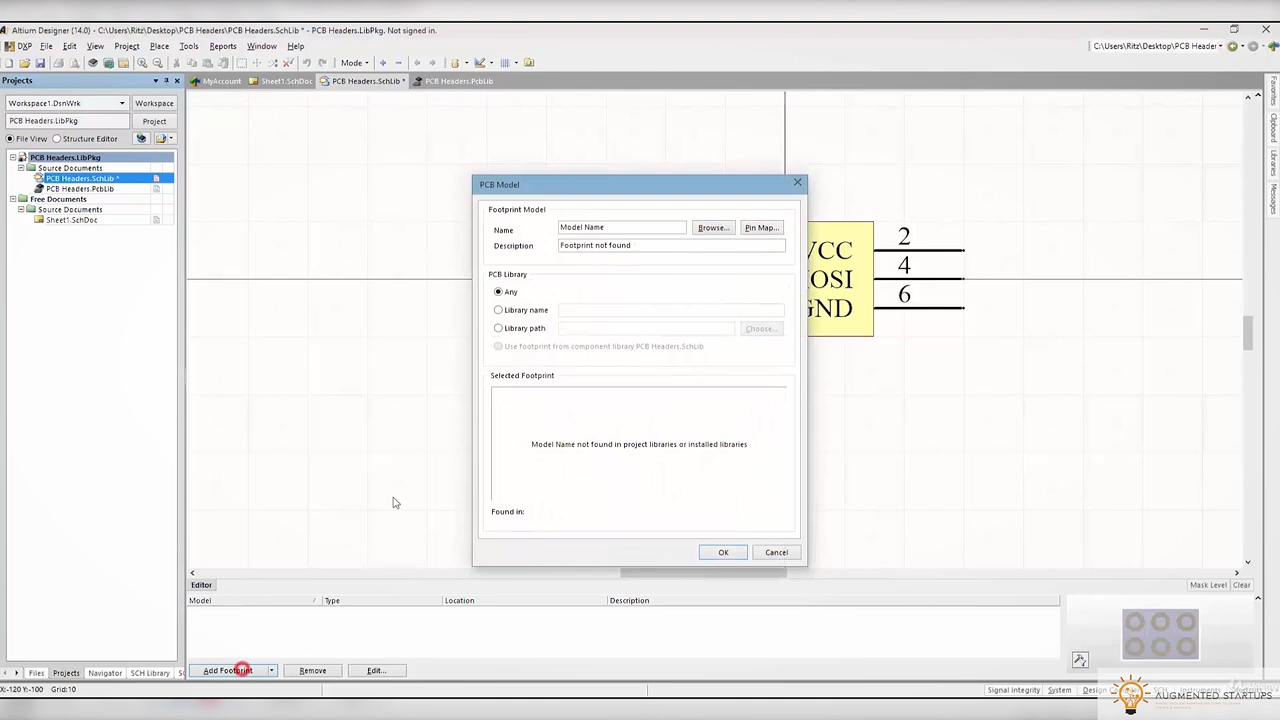 Altium Designer (14.0) - C:\Users\Ritz\Desktop\PCB Headers\PCB Headers.SchLib * - PCB Headers.LibPkg. Not signed in.
DXP File Edit View Project Place Tools Reports Window Help
C:\Users\Ritz\Desktop\PCB Header:
Mode
Projects
MyAccount Sheet1.SchDoc PCB Headers.SchLib * PCB Headers.PcbLib
Workspace1.DsnWrk Workspace
PCB Headers.LibPkg Project
File View Structure Editor
PCB Headers.LibPkg
Source Documents
PCB Headers.SchLib *
PCB Headers.PcbLib
Free Documents
Source Documents
Sheet1.SchDoc
Favorites
Clipboard
Libraries
Messages
PCB Model
Footprint Model
Name Model Name Browse... Pin Map...
Description Footprint not found
PCB Library
Any
Library name
Library path Choose...
Use footprint from component library PCB Headers.SchLib
Selected Footprint
Model Name not found in project libraries or installed libraries
Found in:
OK Cancel
VCC 2
OSI 4
GND 6
Editor Mask Level Clear
Model Type Location Description
Add Footprint Remove Edit...
Files Projects Navigator SCH Library
X:-120 Y:-100 Grid:10
Signal Integrity System
AUGMENTED STARTUPS